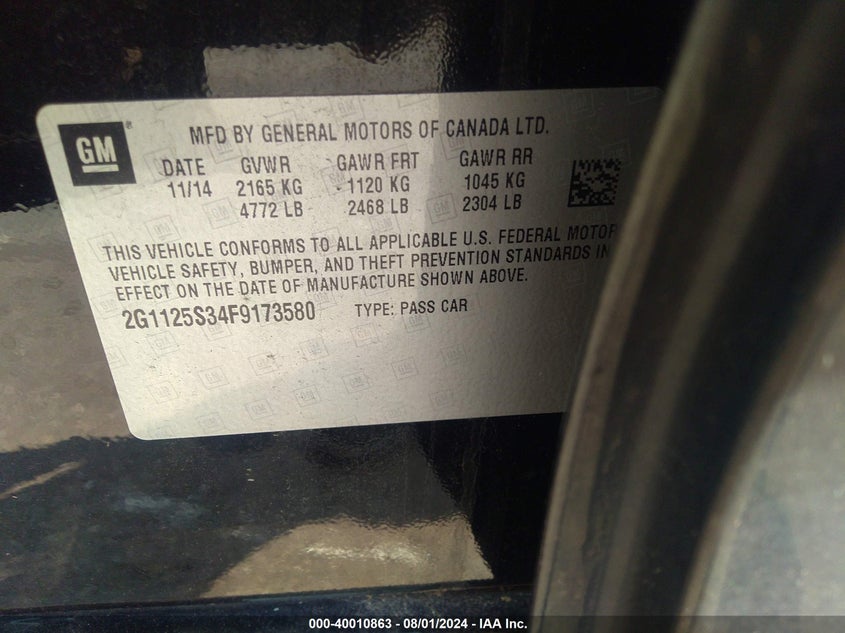 GM
MFD BY GENERAL MOTORS OF CANADA LTD.
DATE GVWR GAWR FRT GAWR RR
11/14 2165 KG 1120 KG 1045 KG
4772 LB 2468 LB 2304 LB
THIS VEHICLE CONFORMS TO ALL APPLICABLE U.S. FEDERAL MOTOR
VEHICLE SAFETY, BUMPER, AND THEFT PREVENTION STANDARDS IN
EFFECT ON THE DATE OF MANUFACTURE SHOWN ABOVE.
2G1125S34F9173580 TYPE: PASS CAR
000-40010863 - 08/01/2024 - IAA Inc.